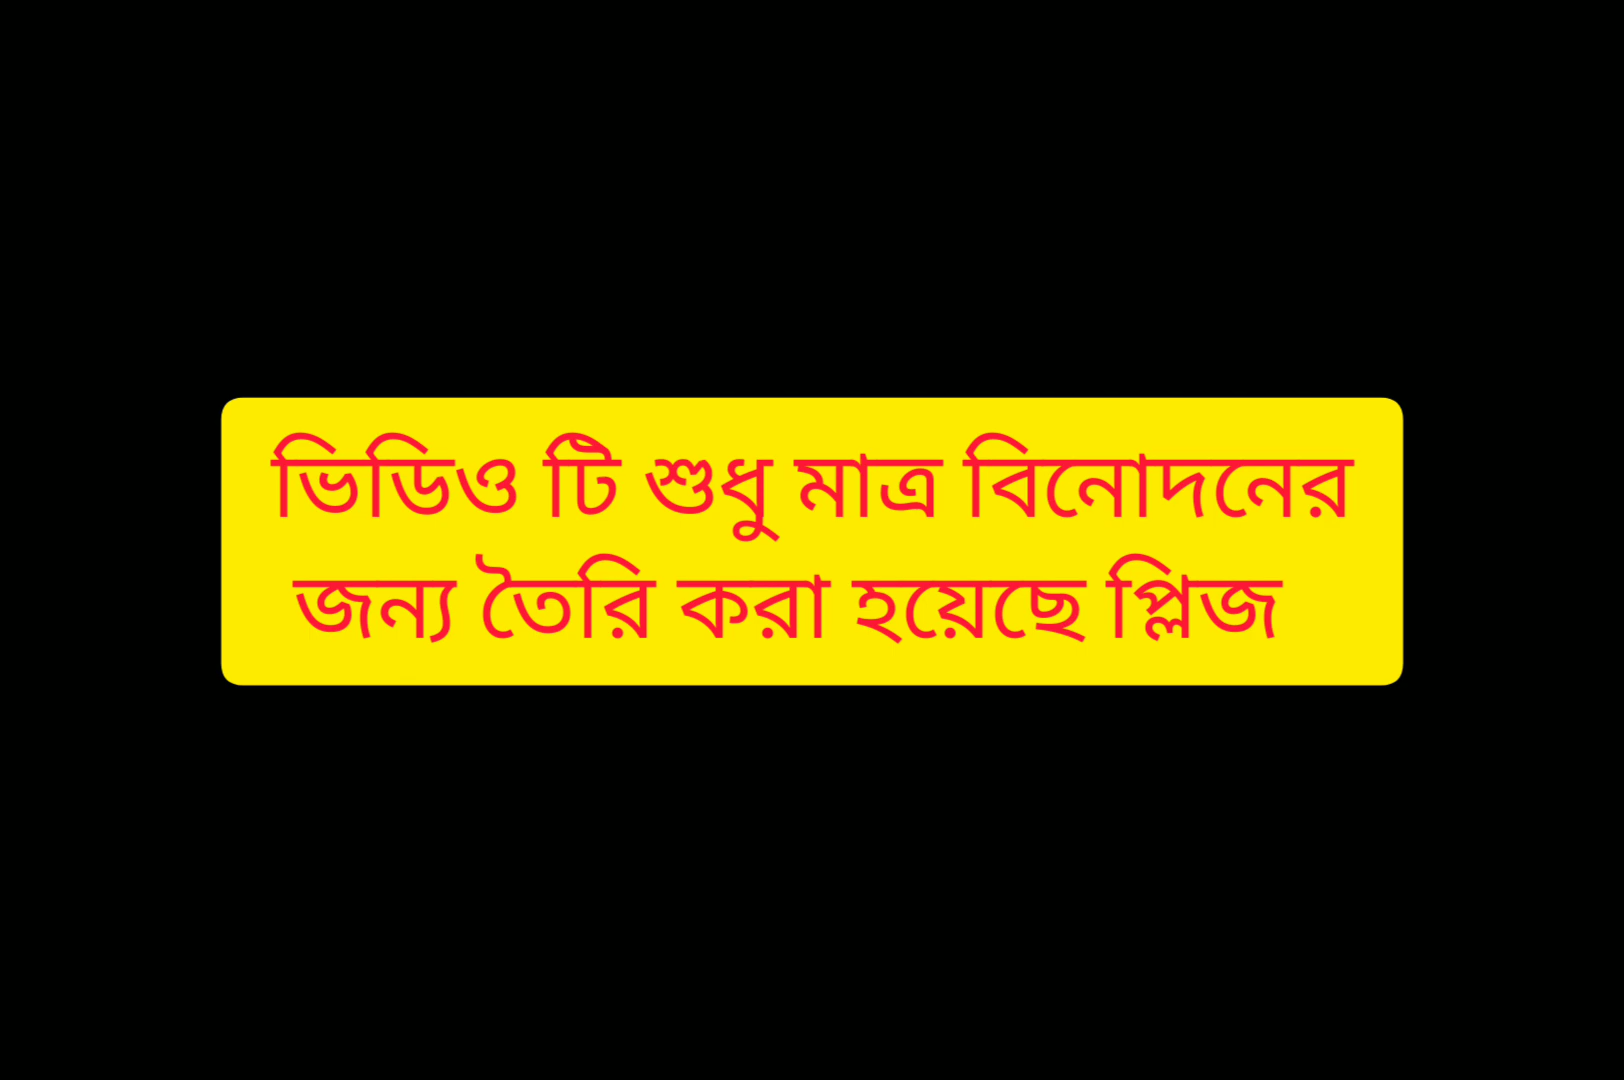 ভিডিও টি শুধু মাত্র বিনোদনের
জন্য তৈরি করা হয়েছে প্লিজ